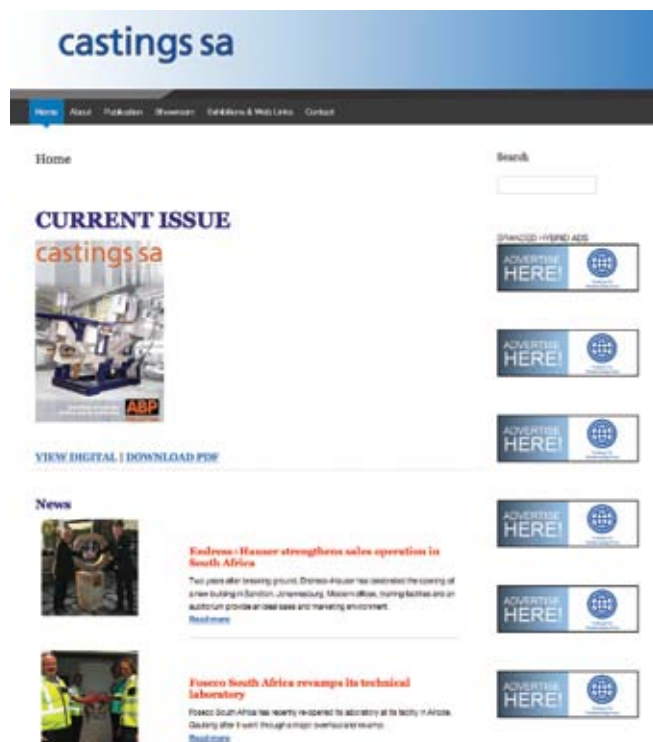 castings sa
Home About Publication Showroom Exhibitions & Web Links Contact
Home
CURRENT ISSUE
castings sa
ABP
VIEW DIGITAL | DOWNLOAD PDF
News
Endress+Hauser strengthens sales operation in
South Africa
Two years after breaking ground, Endress+Hauser has celebrated the opening of
a new building in Sandton, Johannesburg. Modern offices, training facilities and an
auditorium provide an ideal sales and marketing environment.
Read more
Foseco South Africa revamps its technical
laboratory
Foseco South Africa has recently re-opened its laboratory at its facility in Alrode,
Gauteng after it went through a major overhaul and revamp.
Read more
Search
BRANDED HYBRID ADS
ADVERTISE
HERE!
ADVERTISE
HERE!
ADVERTISE
HERE!
ADVERTISE
HERE!
ADVERTISE
HERE!
ADVERTISE
HERE!